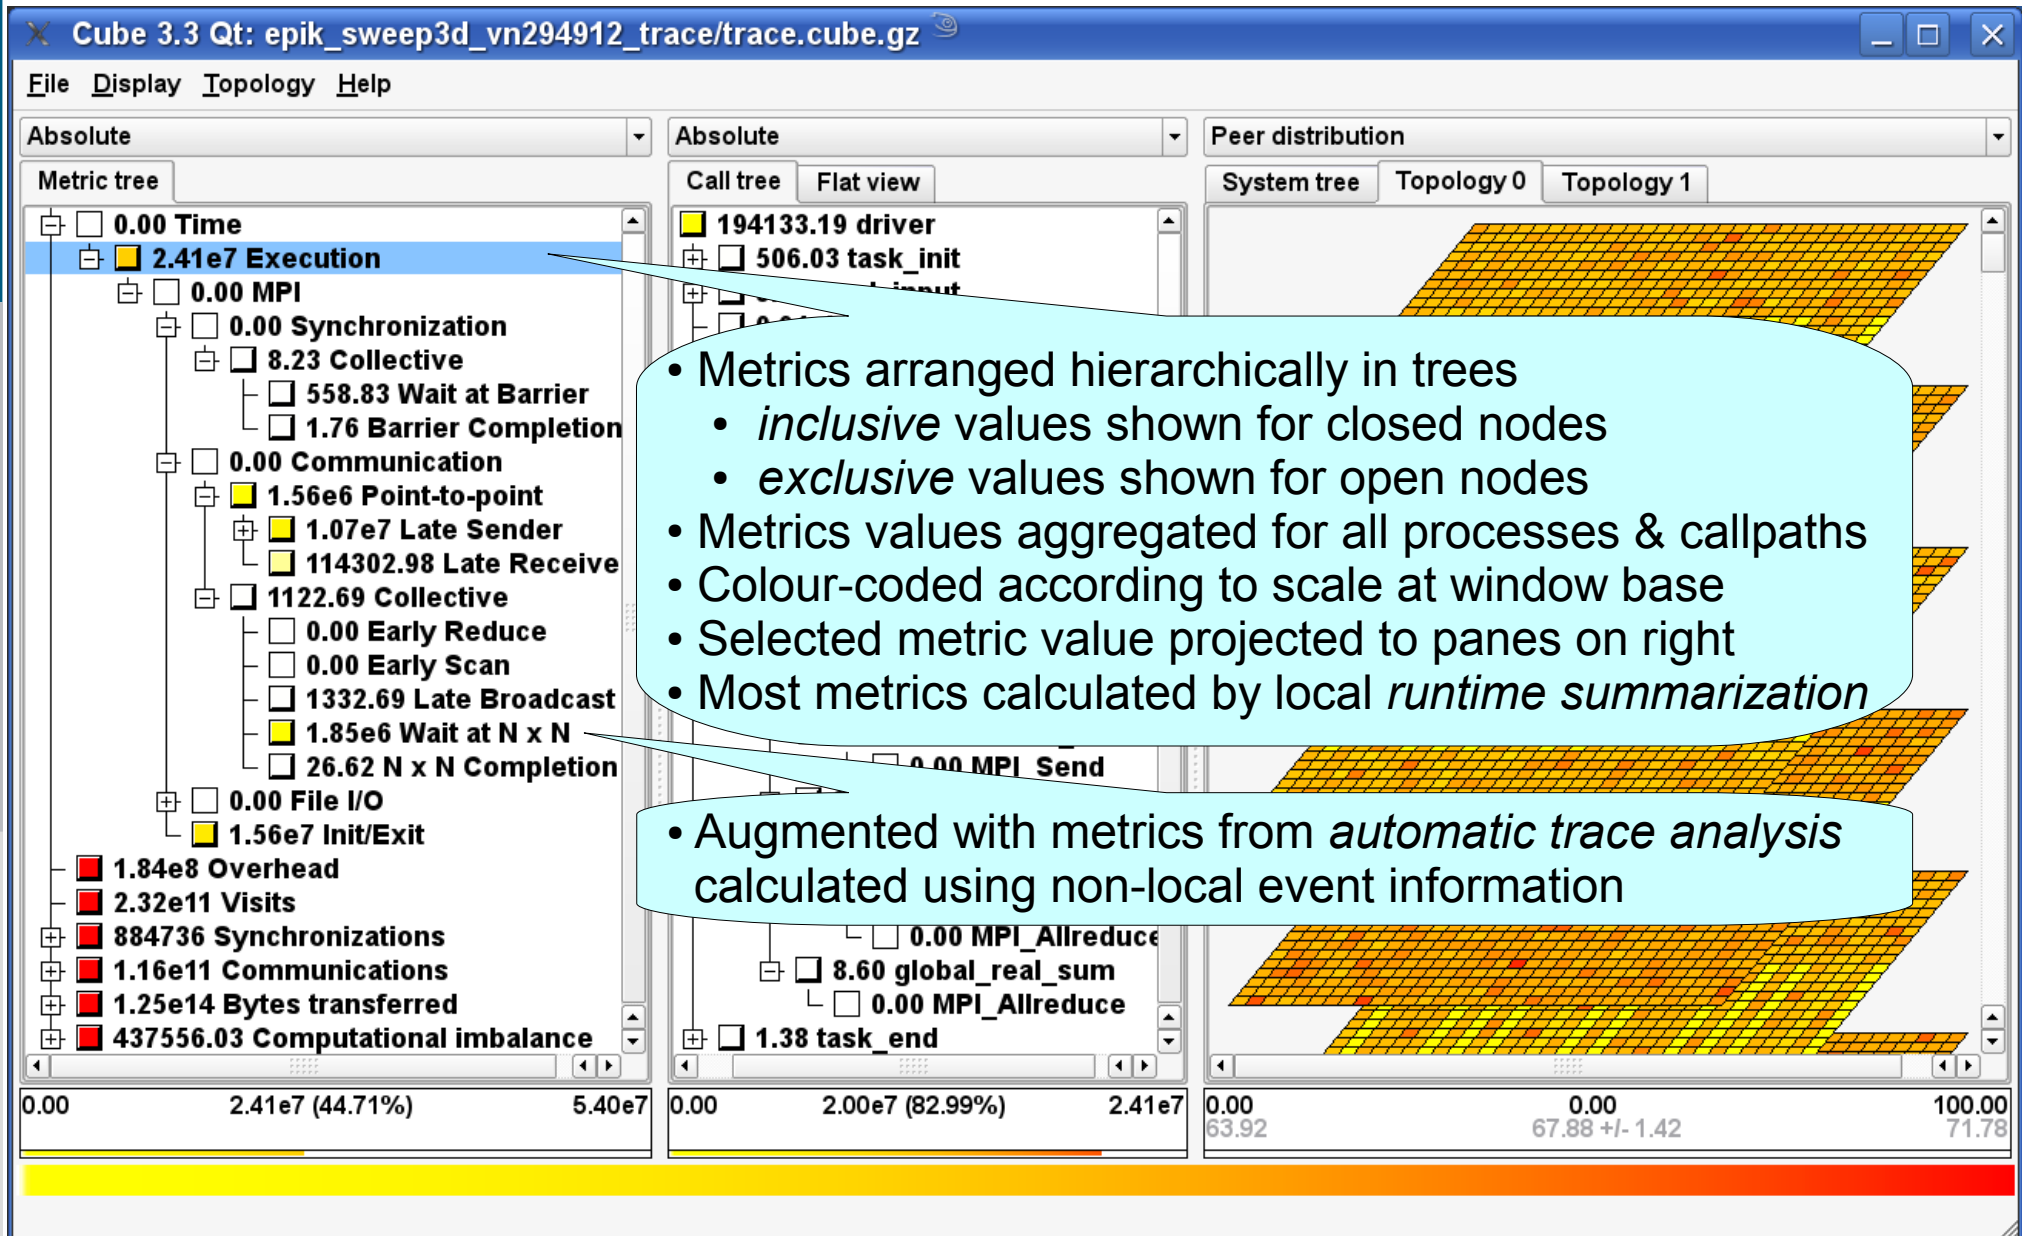 Cube 3.3 Qt: epik_sweep3d_vn294912_trace/trace.cube.gz
File Display Topology Help
Absolute
Metric tree
0.00 Time
2.41e7 Execution
0.00 MPI
0.00 Synchronization
8.23 Collective
558.83 Wait at Barrier
1.76 Barrier Completion
0.00 Communication
1.56e6 Point-to-point
1.07e7 Late Sender
114302.98 Late Receive
1122.69 Collective
0.00 Early Reduce
0.00 Early Scan
1332.69 Late Broadcast
1.85e6 Wait at N x N
26.62 N x N Completion
0.00 File I/O
1.56e7 Init/Exit
1.84e8 Overhead
2.32e11 Visits
884736 Synchronizations
1.16e11 Communications
1.25e14 Bytes transferred
437556.03 Computational imbalance
0.00 2.41e7 (44.71%) 5.40e7
Absolute
Call tree Flat view
194133.19 driver
506.03 task_init
• Metrics arranged hierarchically in trees
• inclusive values shown for closed nodes
• exclusive values shown for open nodes
• Metrics values aggregated for all processes & callpaths
• Colour-coded according to scale at window base
• Selected metric value projected to panes on right
• Most metrics calculated by local runtime summarization
0.00 MPI_Send
• Augmented with metrics from automatic trace analysis
calculated using non-local event information
0.00 MPI_Allreduce
8.60 global_real_sum
0.00 MPI_Allreduce
1.38 task_end
0.00 2.00e7 (82.99%) 2.41e7
Peer distribution
System tree Topology 0 Topology 1
0.00 0.00 100.00
63.92 67.88 +/- 1.42 71.78